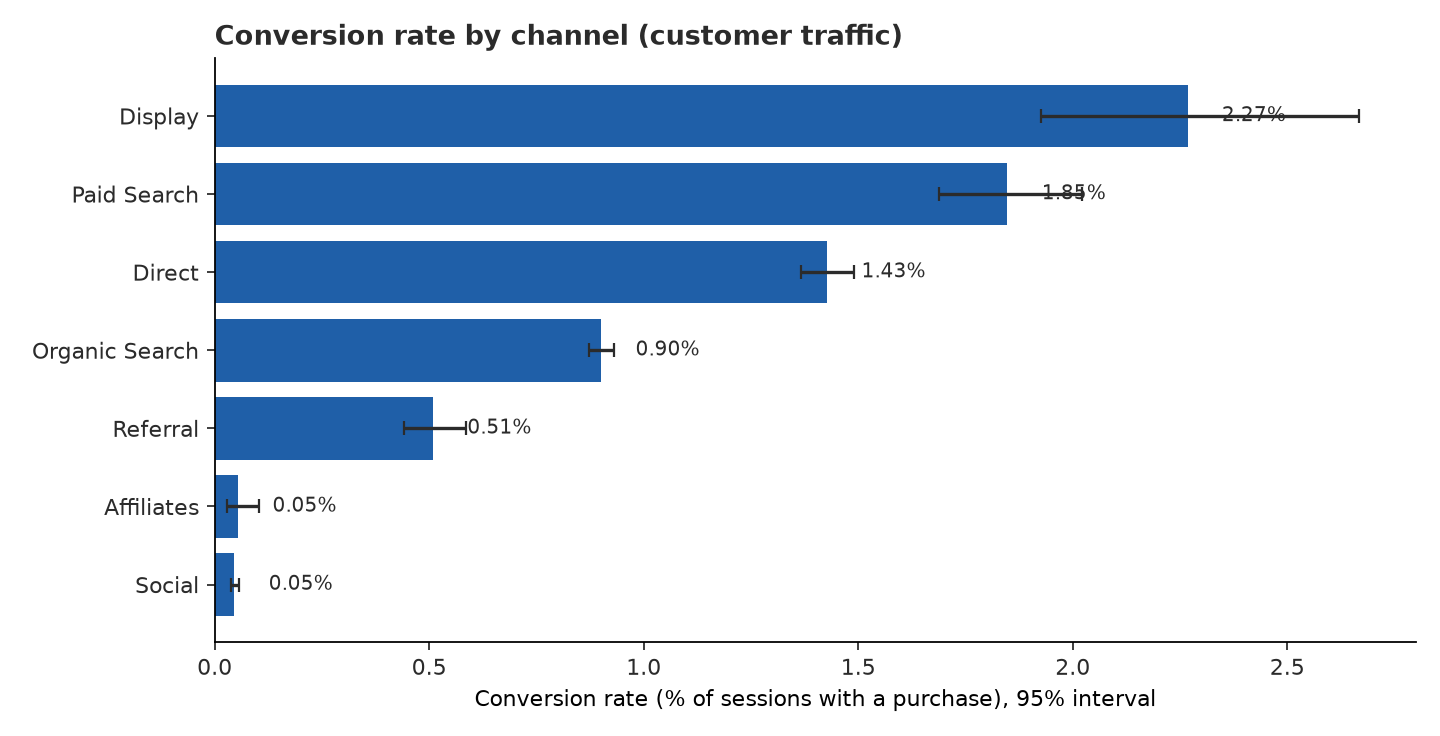 Conversion rate by channel (customer traffic)
Display 2.27%
Paid Search 1.85%
Direct 1.43%
Organic Search 0.90%
Referral 0.51%
Affiliates 0.05%
Social 0.05%
0.0 0.5 1.0 1.5 2.0 2.5
Conversion rate (% of sessions with a purchase), 95% interval